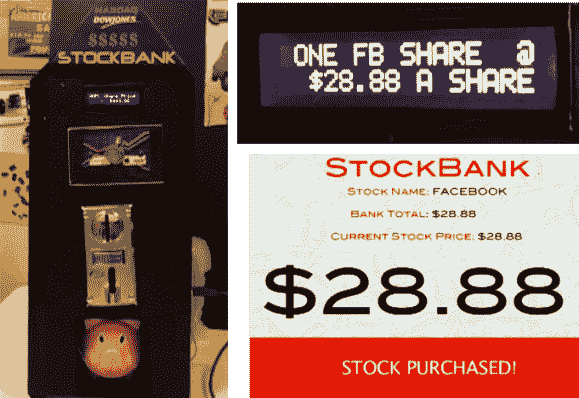 NASDAQ
DOWJONES
$$$$$
STOCKBANK
ONE FB SHARE @
$28.88 A SHARE
STOCKBANK
STOCK NAME: FACEBOOK
BANK TOTAL: $28.88
CURRENT STOCK PRICE: $28.88
$28.88
STOCK PURCHASED!